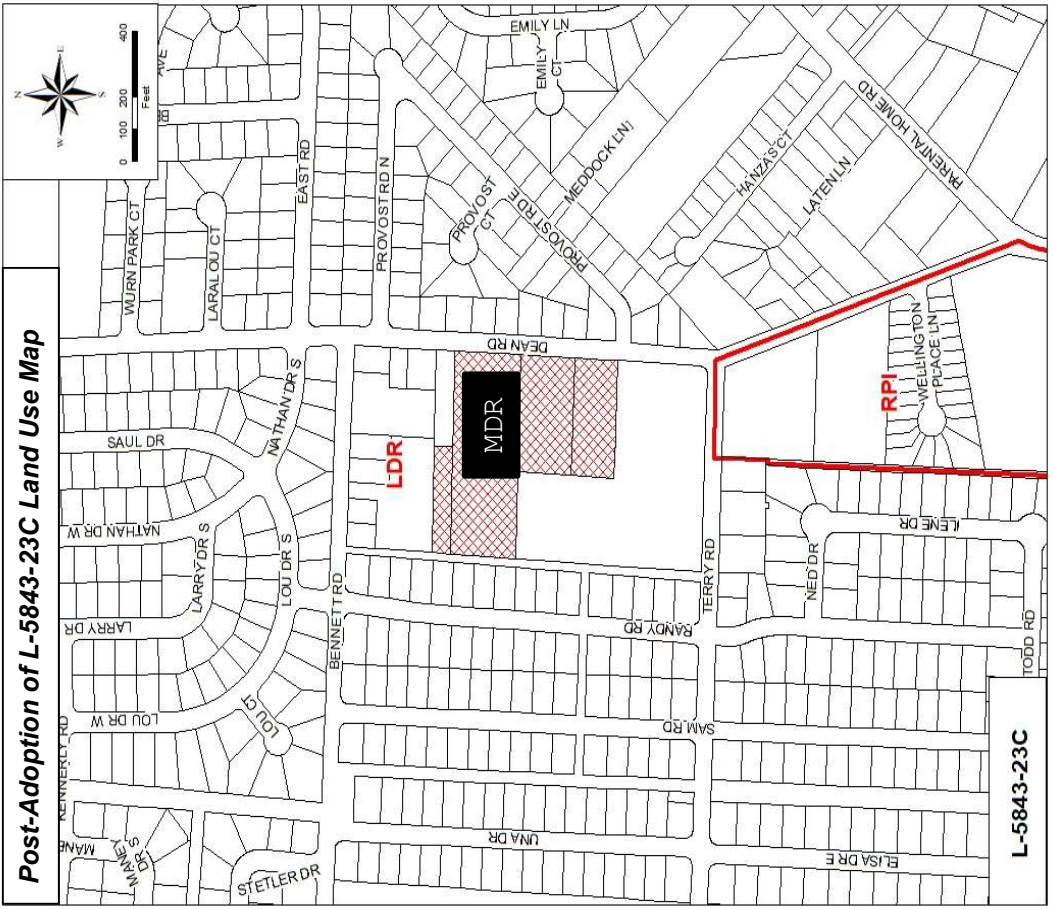 Post-Adoption of L-5843-23C Land Use Map
N
E
S
W
0 100 200 400
Feet
AVE
EMILY LN
EMILY
CT
WURN PARK CT
LARALOU CT
EAST RD
PROVOST RD N
PROVOST
CT
PROVOST RD E
MEDDOCK LN
HANZAS CT
LATEN LN
PARENTAL HOME RD
SAUL DR
NATHAN DR S
NATHAN DR W
LARRY DR S
LARRY DR
LOU DR S
LOU DR W
LOU CT
KENNERLY RD
MANEY
DR S
STETLER DR
BENNETT RD
DEAN RD
LDR
MDR
RPI
WELLINGTON
PLACE LN
TERRY RD
RANDY RD
SAM RD
UNA DR
NED DR
ILENE DR
TODD RD
ELISA DR E
L-5843-23C